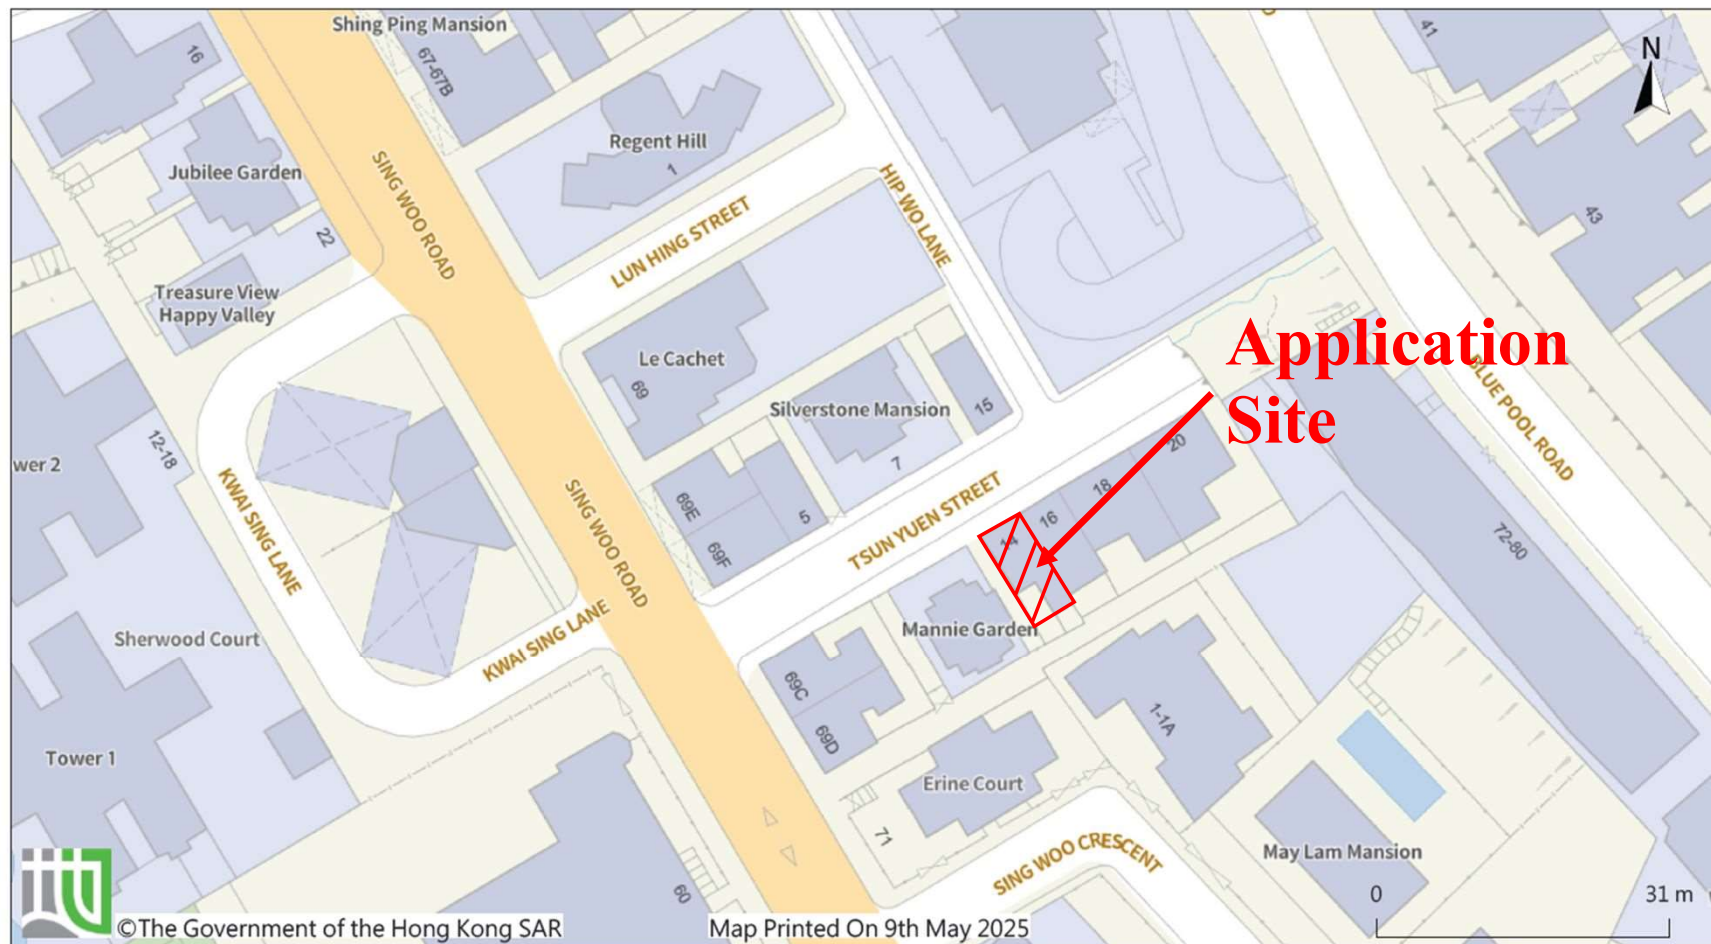 Shing Ping Mansion
67-67B
41
N
16
Regent Hill
1
Jubilee Garden
SING WOO ROAD
HIP WO LANE
43
22
LUN HING STREET
Treasure View
Happy Valley
Le Cachet
69
Application
Site
BLUE POOL ROAD
Silverstone Mansion
15
7
12-18
wer 2
20
18
16
14
KWAI SING LANE
SING WOO ROAD
69E
5
69F
TSUN YUEN STREET
72-80
Sherwood Court
KWAI SING LANE
Mannie Garden
69C
69D
1-1A
Tower 1
Erine Court
71
SING WOO CRESCENT
May Lam Mansion
60
0
31 m
©The Government of the Hong Kong SAR
Map Printed On 9th May 2025